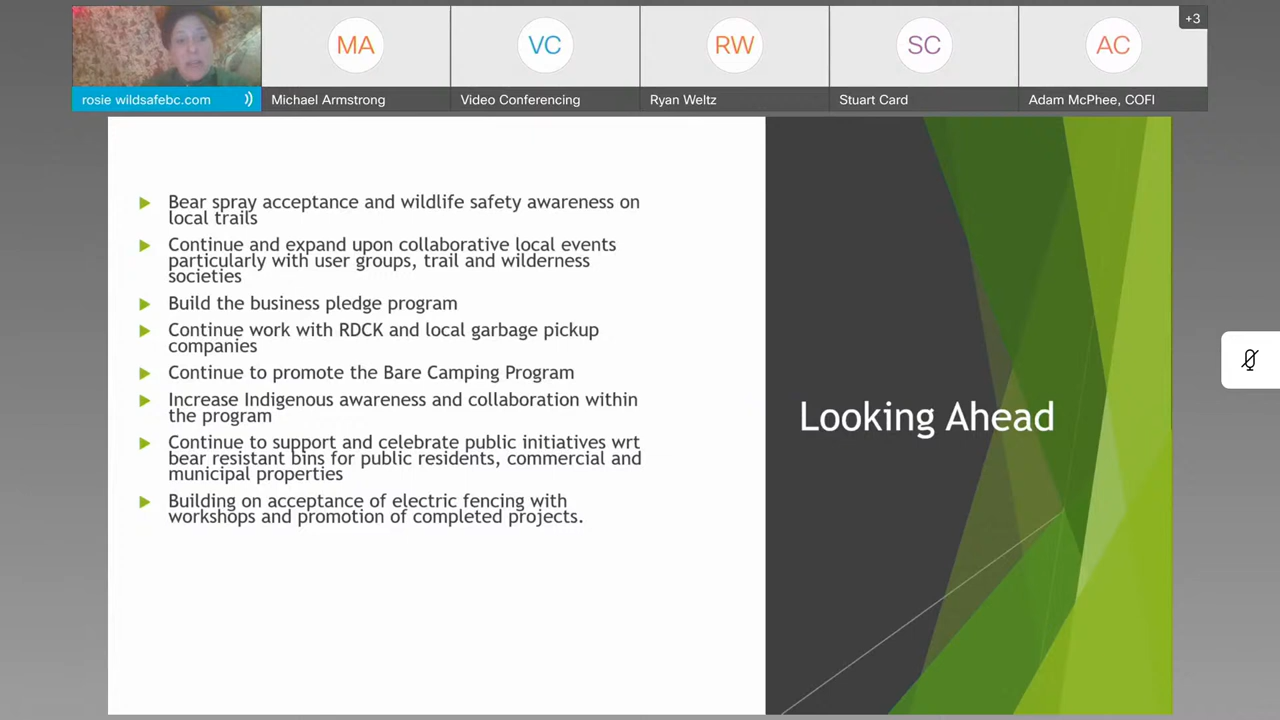 +3
MA
VC
RW
SC
AC
rosie wildsafebc.com
Michael Armstrong
Video Conferencing
Ryan Weltz
Stuart Card
Adam McPhee, COFI
Bear spray acceptance and wildlife safety awareness on
local trails
Continue and expand upon collaborative local events
particularly with user groups, trail and wilderness
societies
Build the business pledge program
Continue work with RDCK and local garbage pickup
companies
Continue to promote the Bare Camping Program
Increase Indigenous awareness and collaboration within
the program
Continue to support and celebrate public initiatives wrt
bear resistant bins for public residents, commercial and
municipal properties
Building on acceptance of electric fencing with
workshops and promotion of completed projects.
Looking Ahead